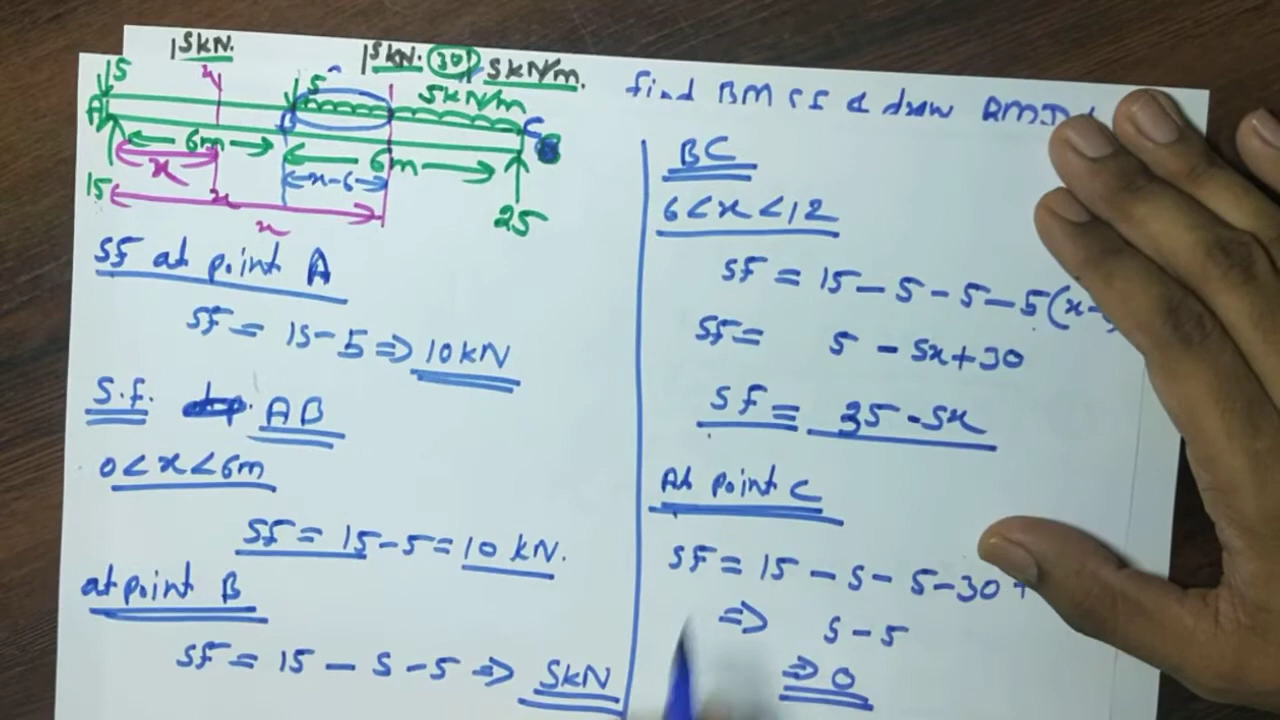 15kN. 15kN. 30 5kN/m.
5 5 5kN/m
A B C
6m 6m
x x-6
15 x x
25
find BM SF & draw
SF at point A
SF = 15-5 => 10kN
S.f. AB
0<x<6m
SF = 15-5=10 kN.
at point B
SF = 15 - 5 - 5 => 5kN
BC
6<x<12
SF = 15 - 5 - 5 - 5(x-
SF= 5 - 5x+30
SF = 35 - 5x
At point C
SF = 15 - 5 - 5 - 30 +
=> 5 - 5
=> 0